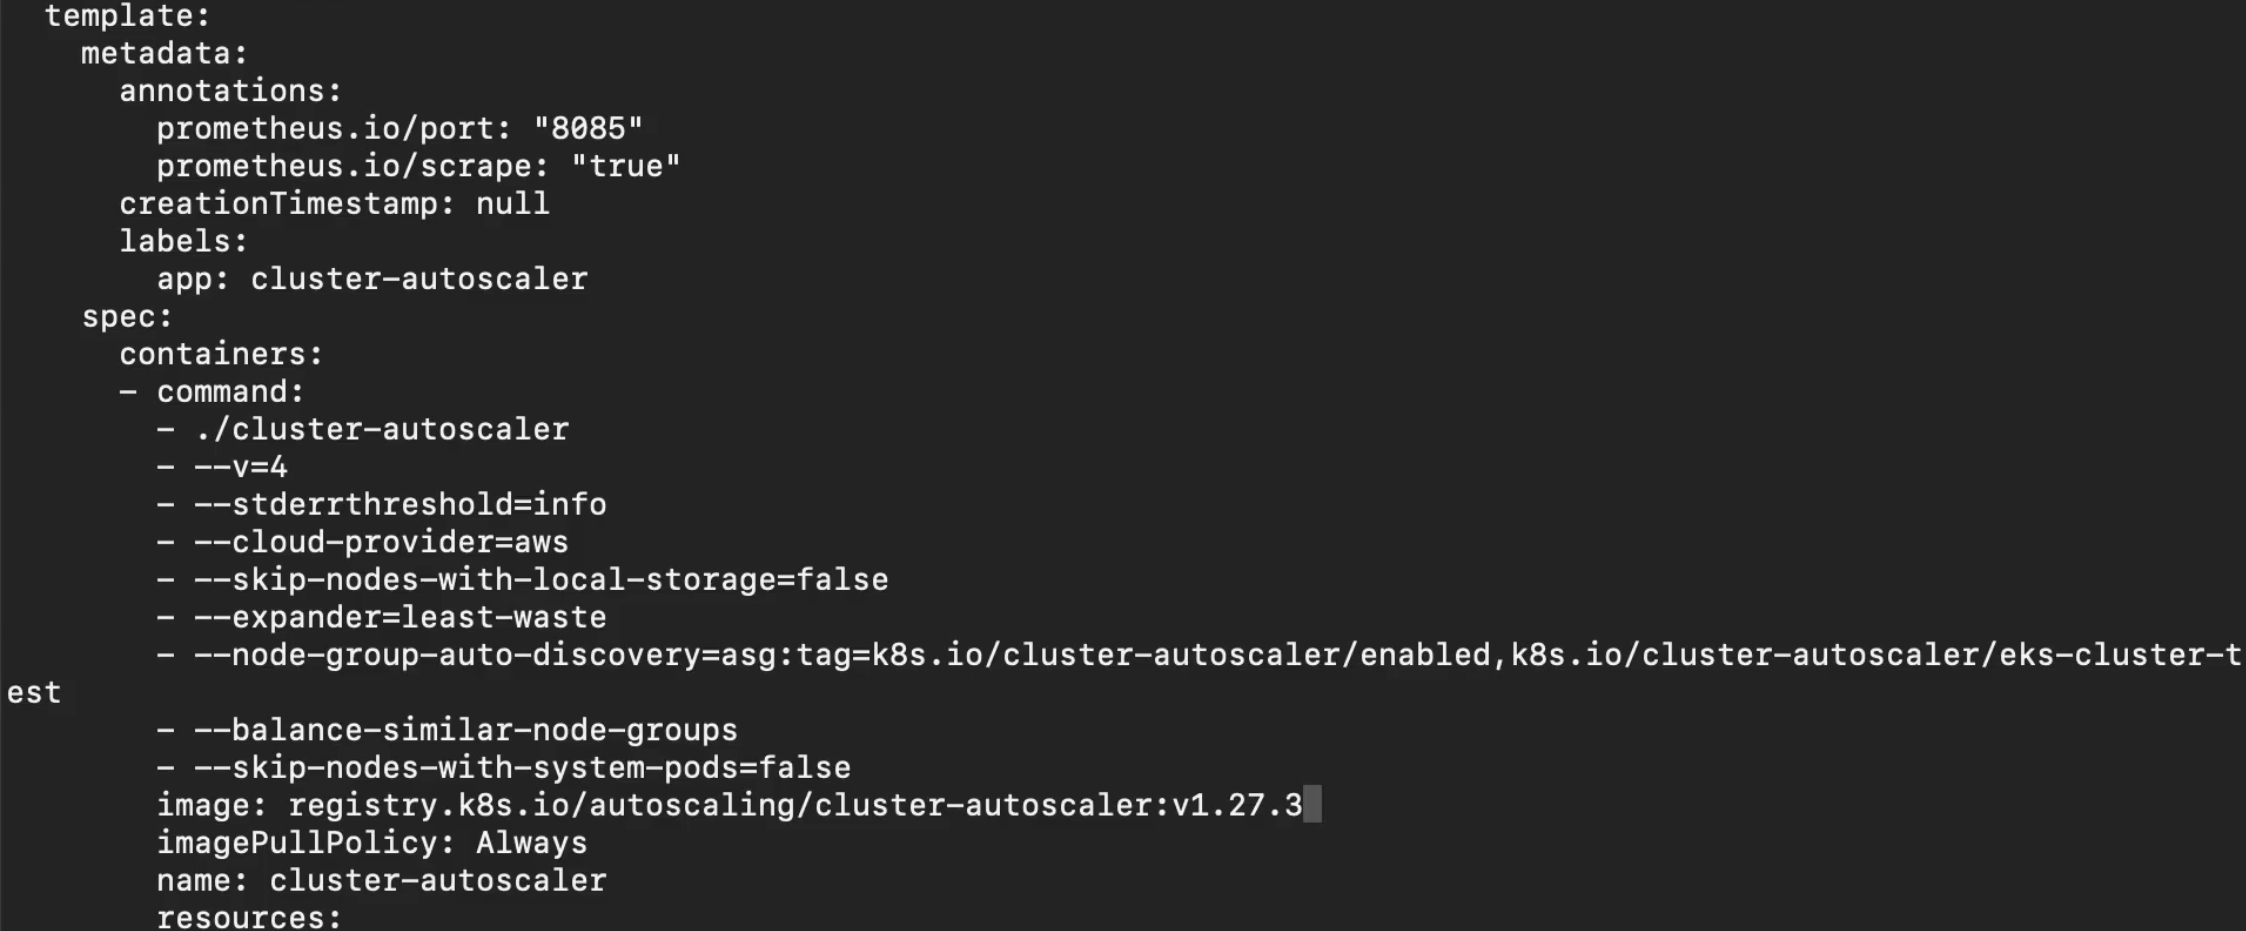 template:
metadata:
annotations:
prometheus.io/port: "8085"
prometheus.io/scrape: "true"
creationTimestamp: null
labels:
app: cluster-autoscaler
spec:
containers:
- command:
- ./cluster-autoscaler
- --v=4
- --stderrthreshold=info
- --cloud-provider=aws
- --skip-nodes-with-local-storage=false
- --expander=least-waste
- --node-group-auto-discovery=asg:tag=k8s.io/cluster-autoscaler/enabled,k8s.io/cluster-autoscaler/eks-cluster-t
est
- --balance-similar-node-groups
- --skip-nodes-with-system-pods=false
image: registry.k8s.io/autoscaling/cluster-autoscaler:v1.27.3
imagePullPolicy: Always
name: cluster-autoscaler
resources: